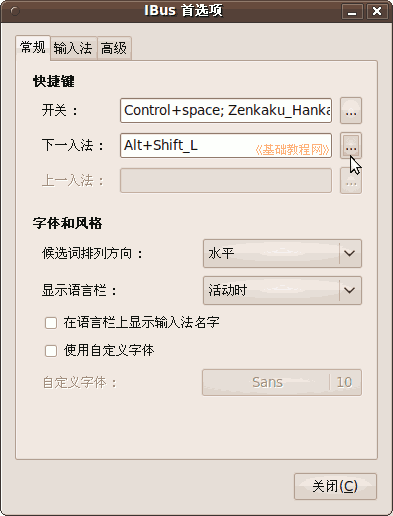 IBus 首选项
常规 输入法 高级
快捷键
开关： Control+space; Zenkaku_Hanka ...
下一入法： Alt+Shift_L 《基础教程网》 ...
上一入法： ...
字体和风格
候选词排列方向： 水平
显示语言栏： 活动时
在语言栏上显示输入法名字
使用自定义字体
自定义字体： Sans 10
关闭(C)